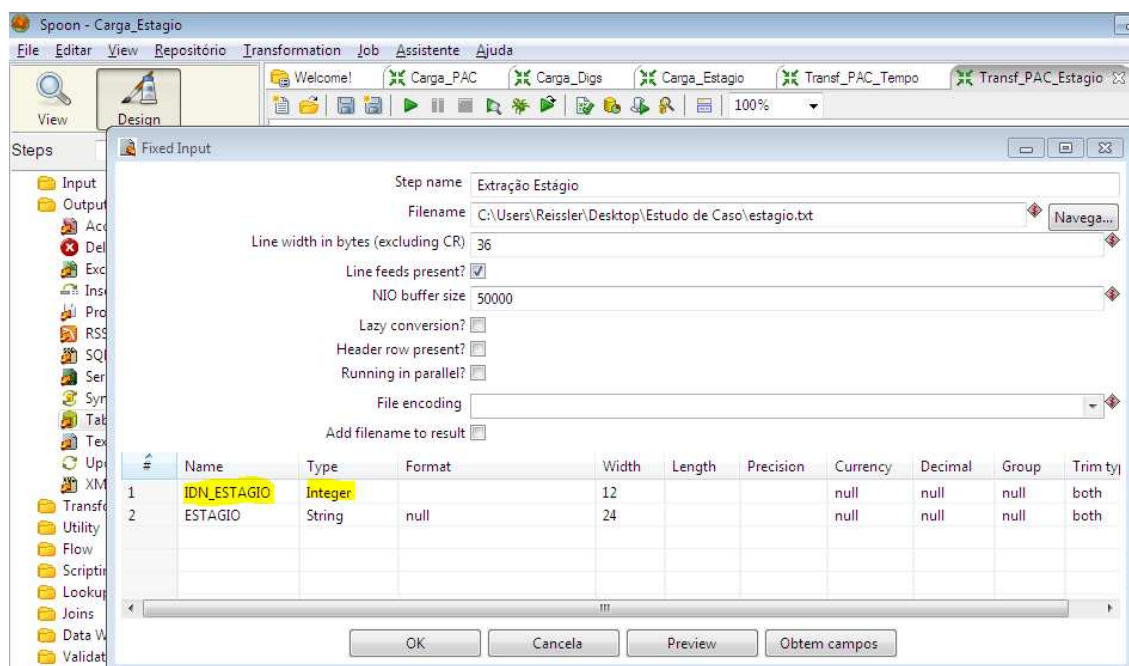 Spoon - Carga_Estagio
File Editar View Repositório Transformation Job Assistente Ajuda
View Design
Welcome! Carga_PAC Carga_Digs Carga_Estagio Transf_PAC_Tempo Transf_PAC_Estagio
100%
Steps
Input
Output
Acc
Del
Exc
Inse
Pro
RSS
SQL
Ser
Syn
Tab
Tex
Upd
XM
Transfo
Utility
Flow
Scriptin
Lookup
Joins
Data W
Validat
Fixed Input
Step name Extração Estágio
Filename C:\Users\Reissler\Desktop\Estudo de Caso\estagio.txt Navega...
Line width in bytes (excluding CR) 36
Line feeds present?
NIO buffer size 50000
Lazy conversion?
Header row present?
Running in parallel?
File encoding
Add filename to result
# Name Type Format Width Length Precision Currency Decimal Group Trim typ
1 IDN_ESTAGIO Integer 12 null null null both
2 ESTAGIO String null 24 null null null both
OK Cancela Preview Obtem campos